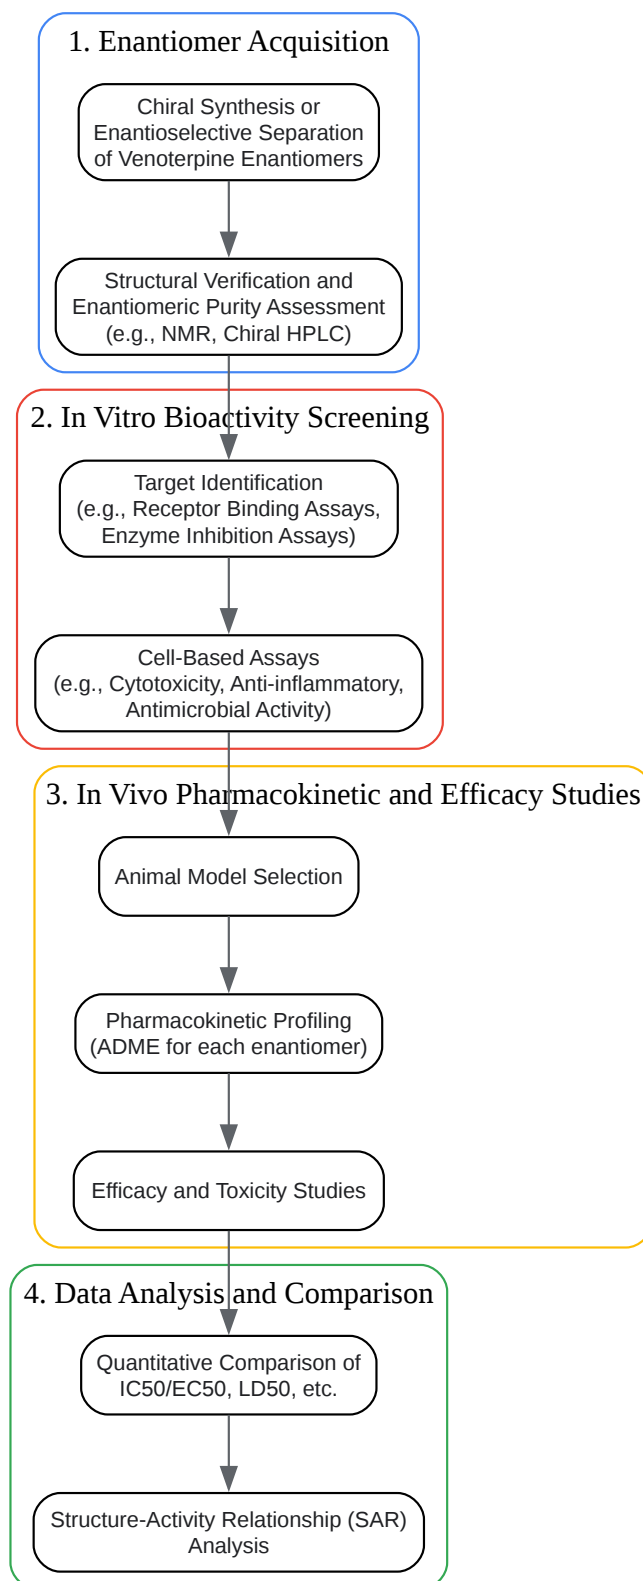 1. Enantiomer Acquisition
Chiral Synthesis or
Enantioselective Separation
of Venoterpine Enantiomers
Structural Verification and
Enantiomeric Purity Assessment
(e.g., NMR, Chiral HPLC)
2. In Vitro Bioactivity Screening
Target Identification
(e.g., Receptor Binding Assays,
Enzyme Inhibition Assays)
Cell-Based Assays
(e.g., Cytotoxicity, Anti-inflammatory,
Antimicrobial Activity)
3. In Vivo Pharmacokinetic and Efficacy Studies
Animal Model Selection
Pharmacokinetic Profiling
(ADME for each enantiomer)
Efficacy and Toxicity Studies
4. Data Analysis and Comparison
Quantitative Comparison of
IC50/EC50, LD50, etc.
Structure-Activity Relationship (SAR)
Analysis